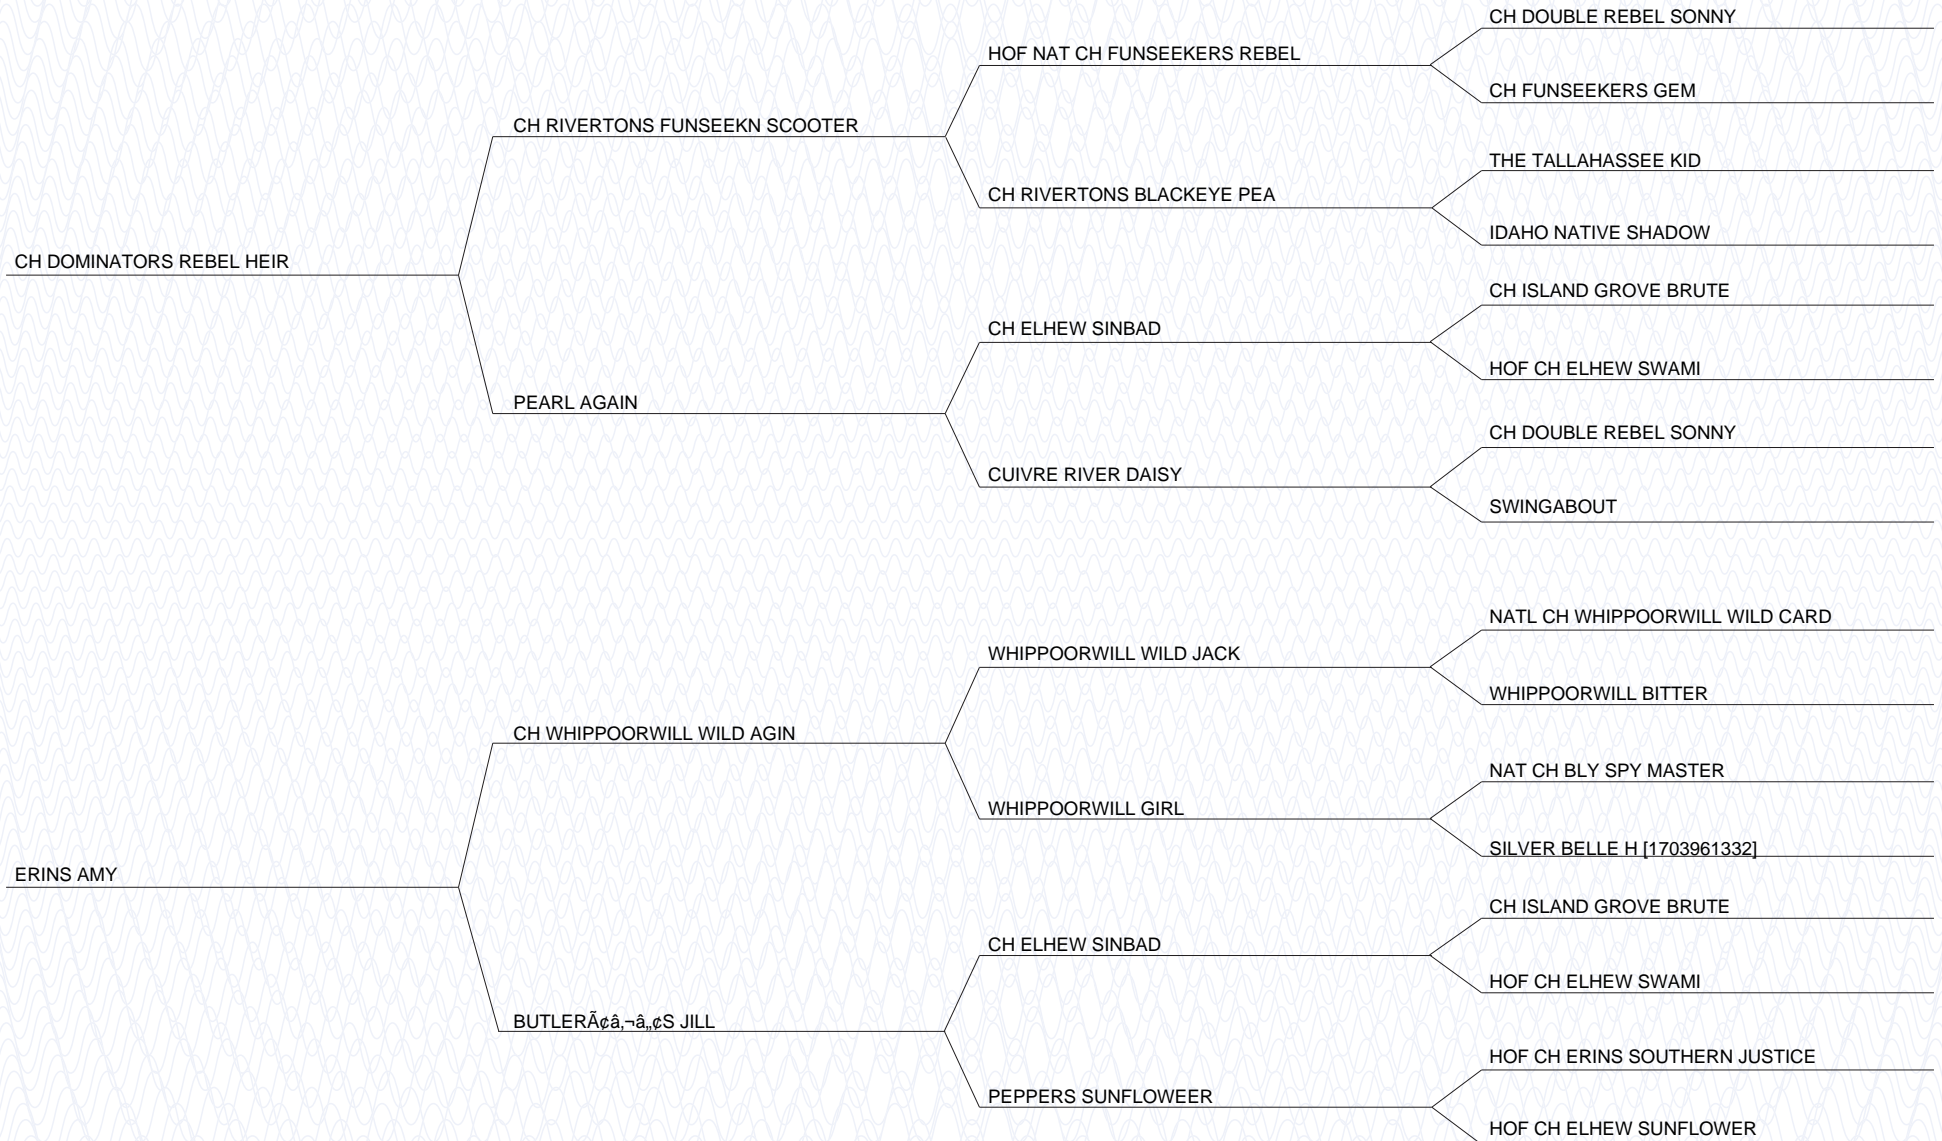 CH DOUBLE REBEL SONNY
HOF NAT CH FUNSEEKERS REBEL
CH FUNSEEKERS GEM
CH RIVERTONS FUNSEEKN SCOOTER
THE TALLAHASSEE KID
CH RIVERTONS BLACKEYE PEA
IDAHO NATIVE SHADOW
CH DOMINATORS REBEL HEIR
CH ISLAND GROVE BRUTE
CH ELHEW SINBAD
HOF CH ELHEW SWAMI
PEARL AGAIN
CH DOUBLE REBEL SONNY
CUIVRE RIVER DAISY
SWINGABOUT
NATL CH WHIPPOORWILL WILD CARD
WHIPPOORWILL WILD JACK
WHIPPOORWILL BITTER
CH WHIPPOORWILL WILD AGIN
NAT CH BLY SPY MASTER
WHIPPOORWILL GIRL
SILVER BELLE H [1703961332]
ERINS AMY
CH ISLAND GROVE BRUTE
CH ELHEW SINBAD
HOF CH ELHEW SWAMI
BUTLERÃ¢â‚¬â„¢S JILL
HOF CH ERINS SOUTHERN JUSTICE
PEPPERS SUNFLOWEER
HOF CH ELHEW SUNFLOWER